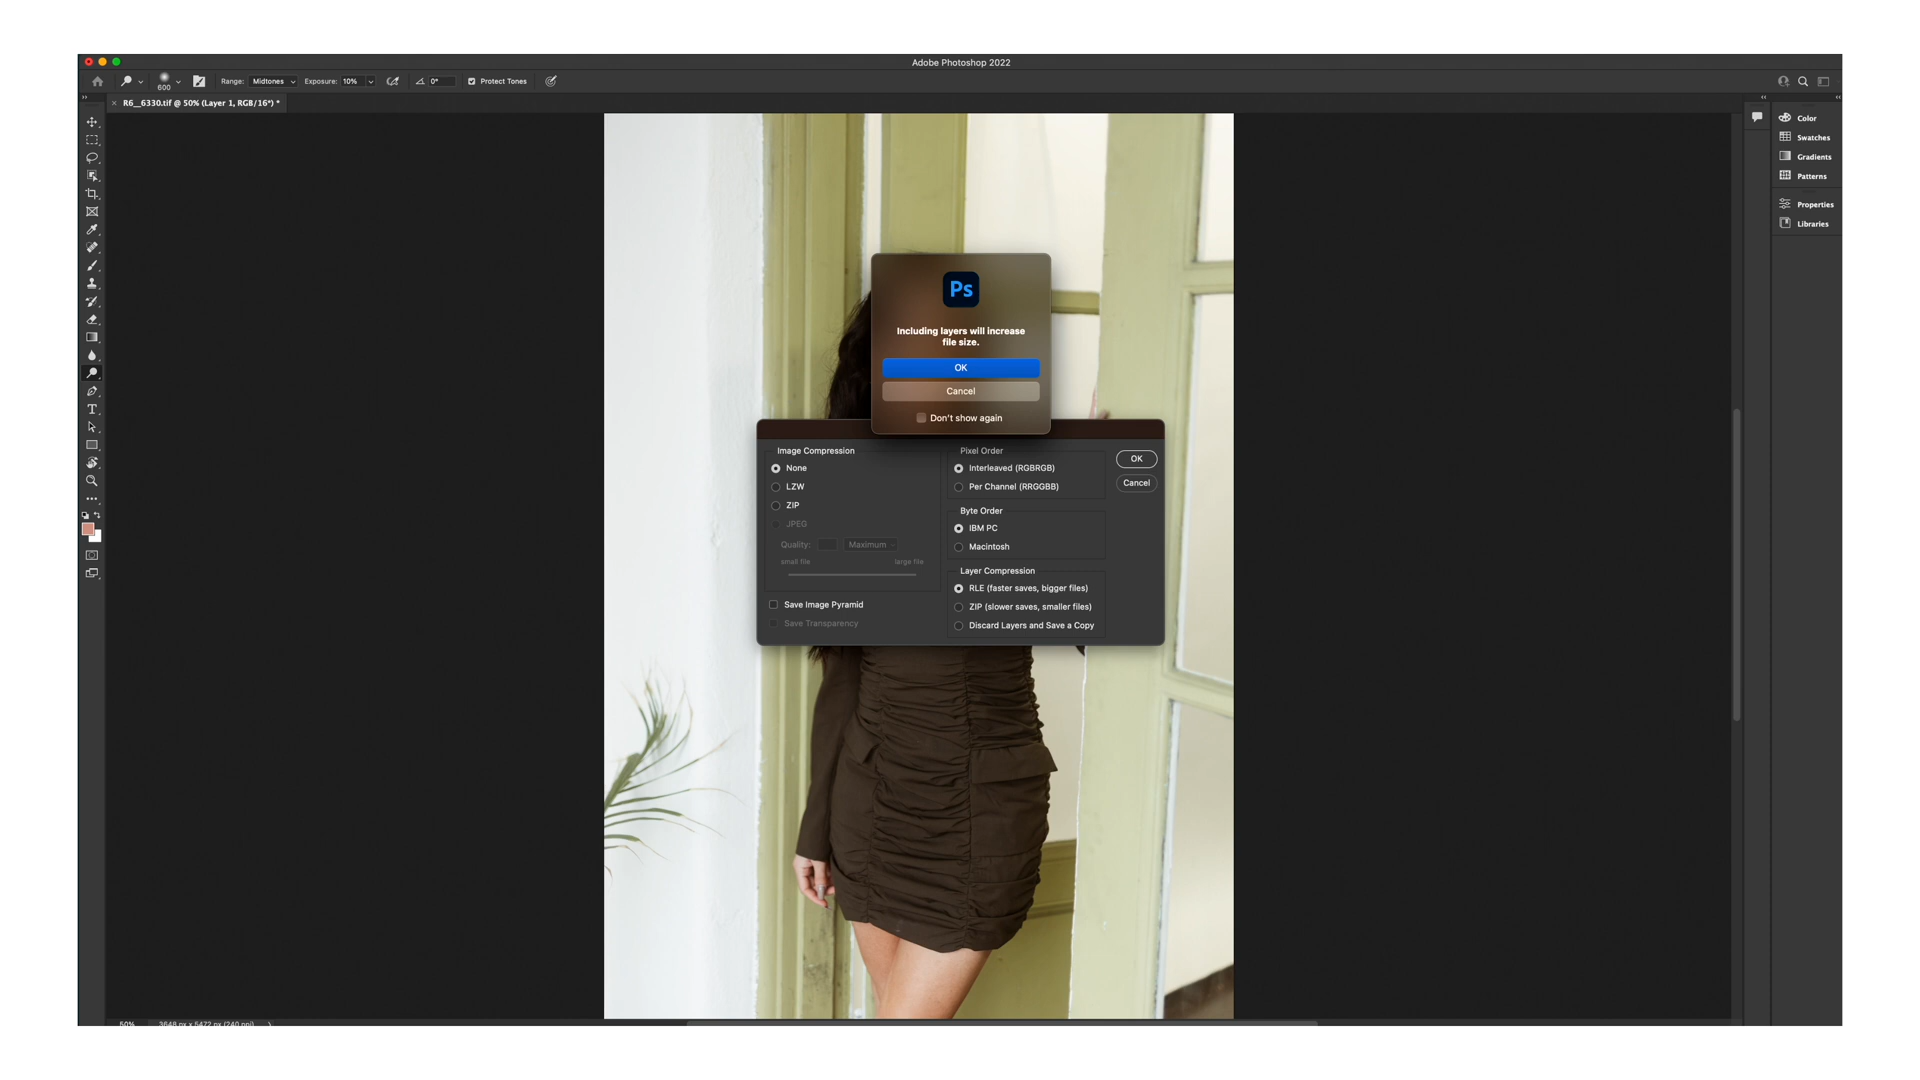 Adobe Photoshop 2022
600
Range: Midtones
Exposure: 10%
0°
Protect Tones
× R6__6330.tif @ 50% (Layer 1, RGB/16*) *
Color
Swatches
Gradients
Patterns
Properties
Libraries
Ps
Including layers will increase
file size.
OK
Cancel
Don't show again
Image Compression
None
LZW
ZIP
JPEG
Quality:
Maximum
small file
large file
Save Image Pyramid
Save Transparency
Pixel Order
Interleaved (RGBRGB)
Per Channel (RRGGBB)
Byte Order
IBM PC
Macintosh
Layer Compression
RLE (faster saves, bigger files)
ZIP (slower saves, smaller files)
Discard Layers and Save a Copy
OK
Cancel
T
50%
3648 px x 5472 px (240 ppi)